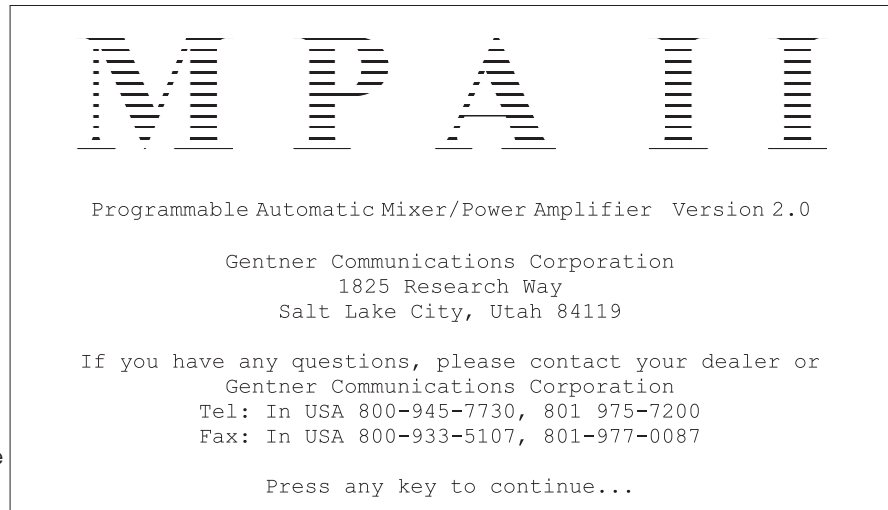 MPA II
Programmable Automatic Mixer/Power Amplifier Version 2.0
Gentner Communications Corporation
1825 Research Way
Salt Lake City, Utah 84119
If you have any questions, please contact your dealer or
Gentner Communications Corporation
Tel: In USA 800-945-7730, 801 975-7200
Fax: In USA 800-933-5107, 801-977-0087
Press any key to continue...